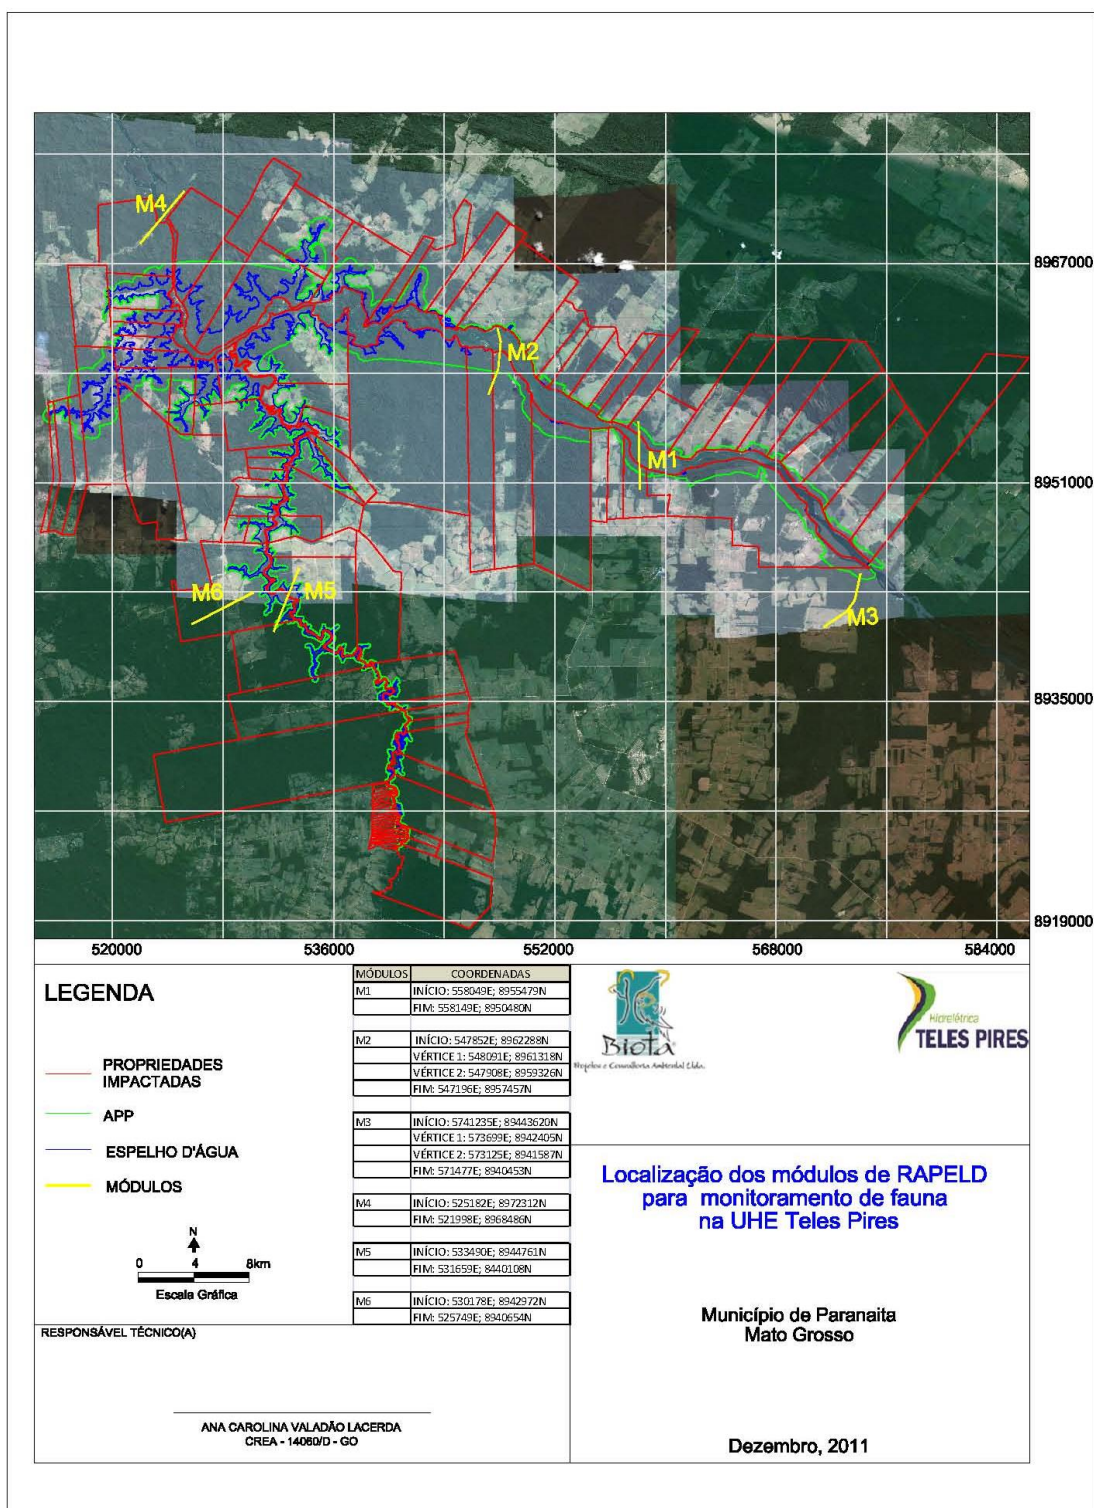 M4
M2
M1
M6
M5
M3
8967000
8951000
8935000
8919000
520000
536000
552000
568000
584000
LEGENDA
PROPRIEDADES
IMPACTADAS
APP
ESPELHO D'ÁGUA
MÓDULOS
N
0 4 8km
Escala Gráfica
MÓDULOS COORDENADAS
M1 INÍCIO: 558049E; 8955479N
FIM: 558149E; 8950480N
M2 INÍCIO: 547852E; 8962288N
VÉRTICE 1: 548091E; 8961318N
VÉRTICE 2: 547908E; 8959326N
FIM: 547196E; 8957457N
M3 INÍCIO: 5741235E; 89443620N
VÉRTICE 1: 573699E; 8942405N
VÉRTICE 2: 573125E; 8941587N
FIM: 571477E; 8940453N
M4 INÍCIO: 525182E; 8972312N
FIM: 521998E; 8968486N
M5 INÍCIO: 533490E; 8944761N
FIM: 531659E; 8440108N
M6 INÍCIO: 530178E; 8942972N
FIM: 525749E; 8940654N
RESPONSÁVEL TÉCNICO(A)
ANA CAROLINA VALADÃO LACERDA
CREA - 14060/D - GO
Biota
Projetos e Consultoria Ambiental Ltda.
Hidrelétrica
TELES PIRES
Localização dos módulos de RAPELD
para monitoramento de fauna
na UHE Teles Pires
Município de Paranaita
Mato Grosso
Dezembro, 2011